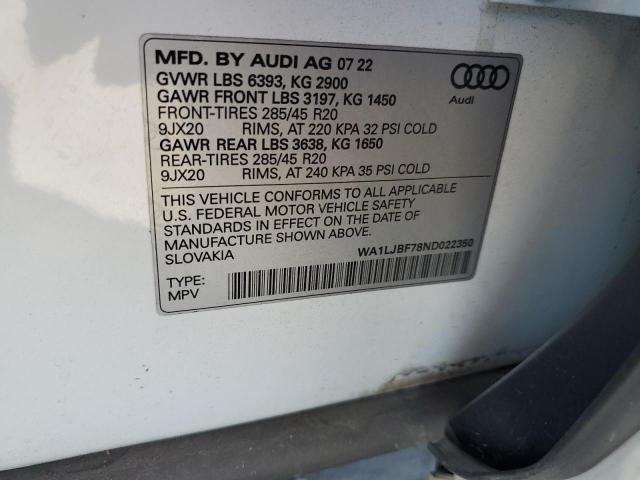 MFD. BY AUDI AG 07 22
GVWR LBS 6393, KG 2900
GAWR FRONT LBS 3197, KG 1450
FRONT-TIRES 285/45 R20
9JX20 RIMS, AT 220 KPA 32 PSI COLD
GAWR REAR LBS 3638, KG 1650
REAR-TIRES 285/45 R20
9JX20 RIMS, AT 240 KPA 35 PSI COLD
Audi
THIS VEHICLE CONFORMS TO ALL APPLICABLE
U.S. FEDERAL MOTOR VEHICLE SAFETY
STANDARDS IN EFFECT ON THE DATE OF
MANUFACTURE SHOWN ABOVE.
SLOVAKIA
WA1LJBF78ND022350
TYPE:
MPV